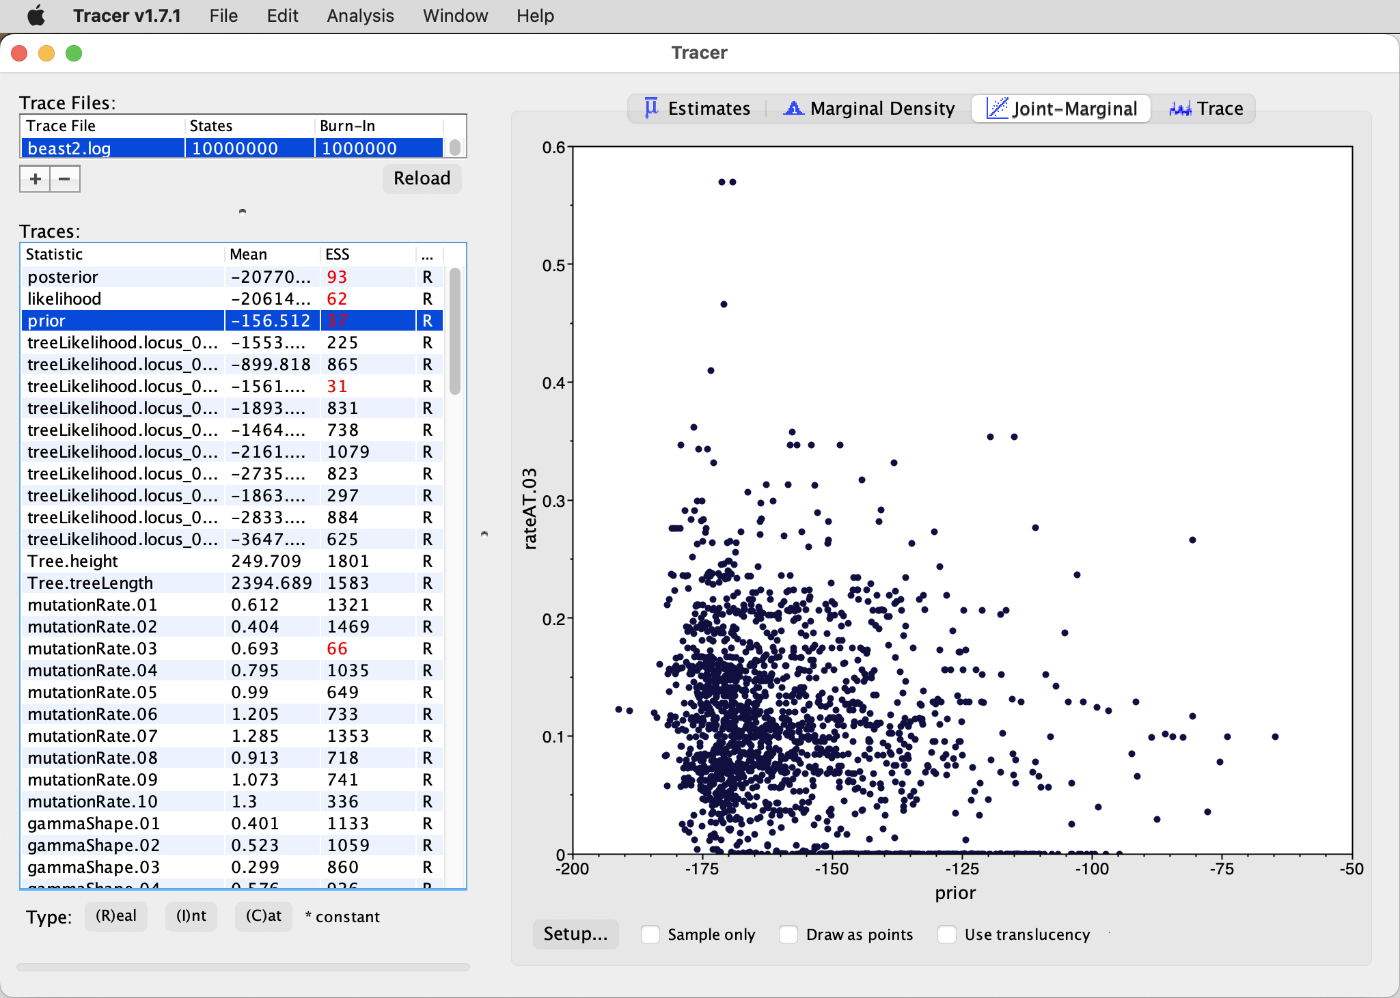 Tracer v1.7.1 File Edit Analysis Window Help
Tracer
Trace Files:
Trace File States Burn-In
beast2.log 10000000 1000000
+ − Reload
Traces:
Statistic Mean ESS ...
posterior -20770... 93 R
likelihood -20614... 62 R
prior -156.512 37 R
treeLikelihood.locus_0... -1553.... 225 R
treeLikelihood.locus_0... -899.818 865 R
treeLikelihood.locus_0... -1561.... 31 R
treeLikelihood.locus_0... -1893.... 831 R
treeLikelihood.locus_0... -1464.... 738 R
treeLikelihood.locus_0... -2161.... 1079 R
treeLikelihood.locus_0... -2735.... 823 R
treeLikelihood.locus_0... -1863.... 297 R
treeLikelihood.locus_0... -2833.... 884 R
treeLikelihood.locus_0... -3647.... 625 R
Tree.height 249.709 1801 R
Tree.treeLength 2394.689 1583 R
mutationRate.01 0.612 1321 R
mutationRate.02 0.404 1469 R
mutationRate.03 0.693 66 R
mutationRate.04 0.795 1035 R
mutationRate.05 0.99 649 R
mutationRate.06 1.205 733 R
mutationRate.07 1.285 1353 R
mutationRate.08 0.913 718 R
mutationRate.09 1.073 741 R
mutationRate.10 1.3 336 R
gammaShape.01 0.401 1133 R
gammaShape.02 0.523 1059 R
gammaShape.03 0.299 860 R
gammaShape.04 0.576 926 R
Type: (R)eal (I)nt (C)at * constant
Estimates Marginal Density Joint-Marginal Trace
0.6
0.5
0.4
0.3
0.2
0.1
0
rateAT.03
-200 -175 -150 -125 -100 -75 -50
prior
Setup... Sample only Draw as points Use translucency